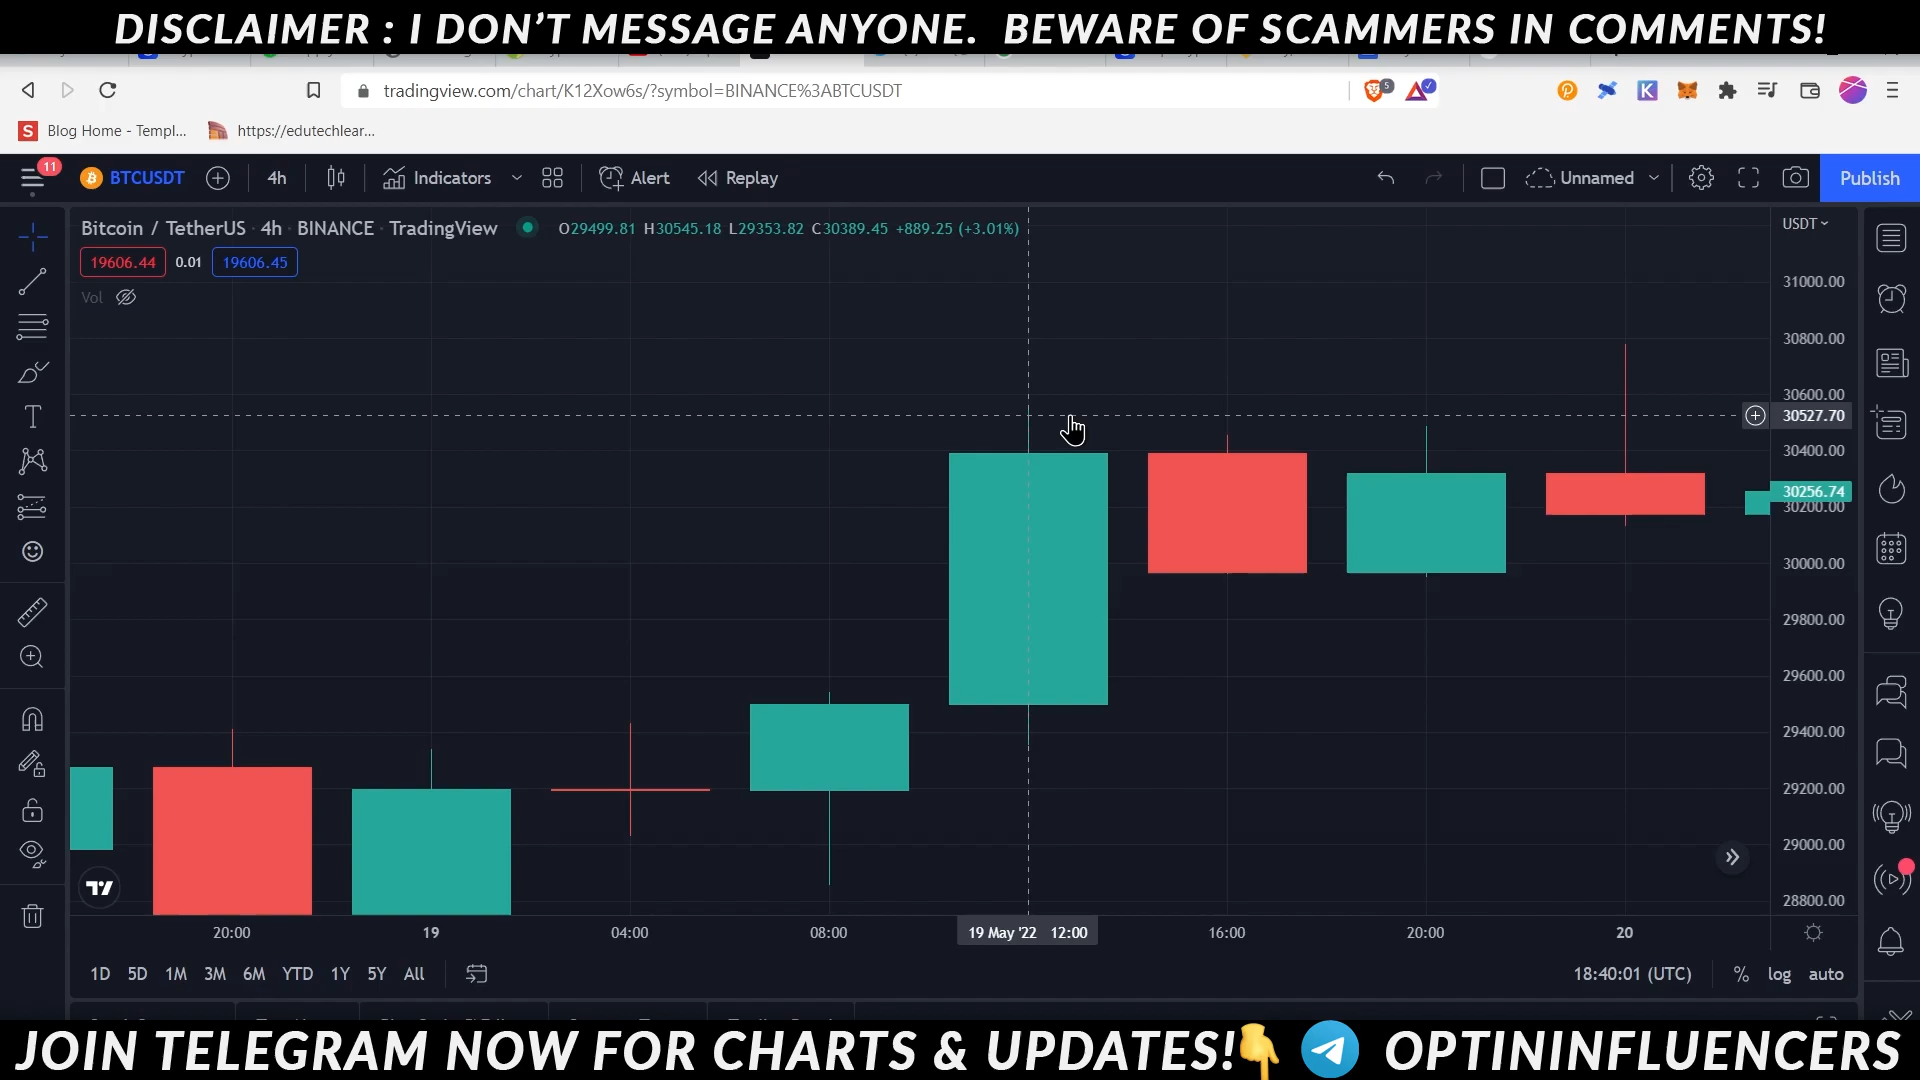 DISCLAIMER : I DON'T MESSAGE ANYONE. BEWARE OF SCAMMERS IN COMMENTS!
tradingview.com/chart/K12Xow6s/?symbol=BINANCE%3ABTCUSDT
5
S Blog Home - Templ... https://edutechlear...
11 BTCUSDT 4h Indicators Alert Replay Unnamed Publish
Bitcoin / TetherUS · 4h · BINANCE · TradingView O29499.81 H30545.18 L29353.82 C30389.45 +889.25 (+3.01%) USDT
19606.44 0.01 19606.45
Vol
31000.00
30800.00
30600.00
30527.70
30400.00
30256.74
30200.00
30000.00
29800.00
29600.00
29400.00
29200.00
29000.00
28800.00
20:00 19 04:00 08:00 19 May '22 12:00 16:00 20:00 20
1D 5D 1M 3M 6M YTD 1Y 5Y All 18:40:01 (UTC) % log auto
JOIN TELEGRAM NOW FOR CHARTS & UPDATES!👇 OPTININFLUENCERS